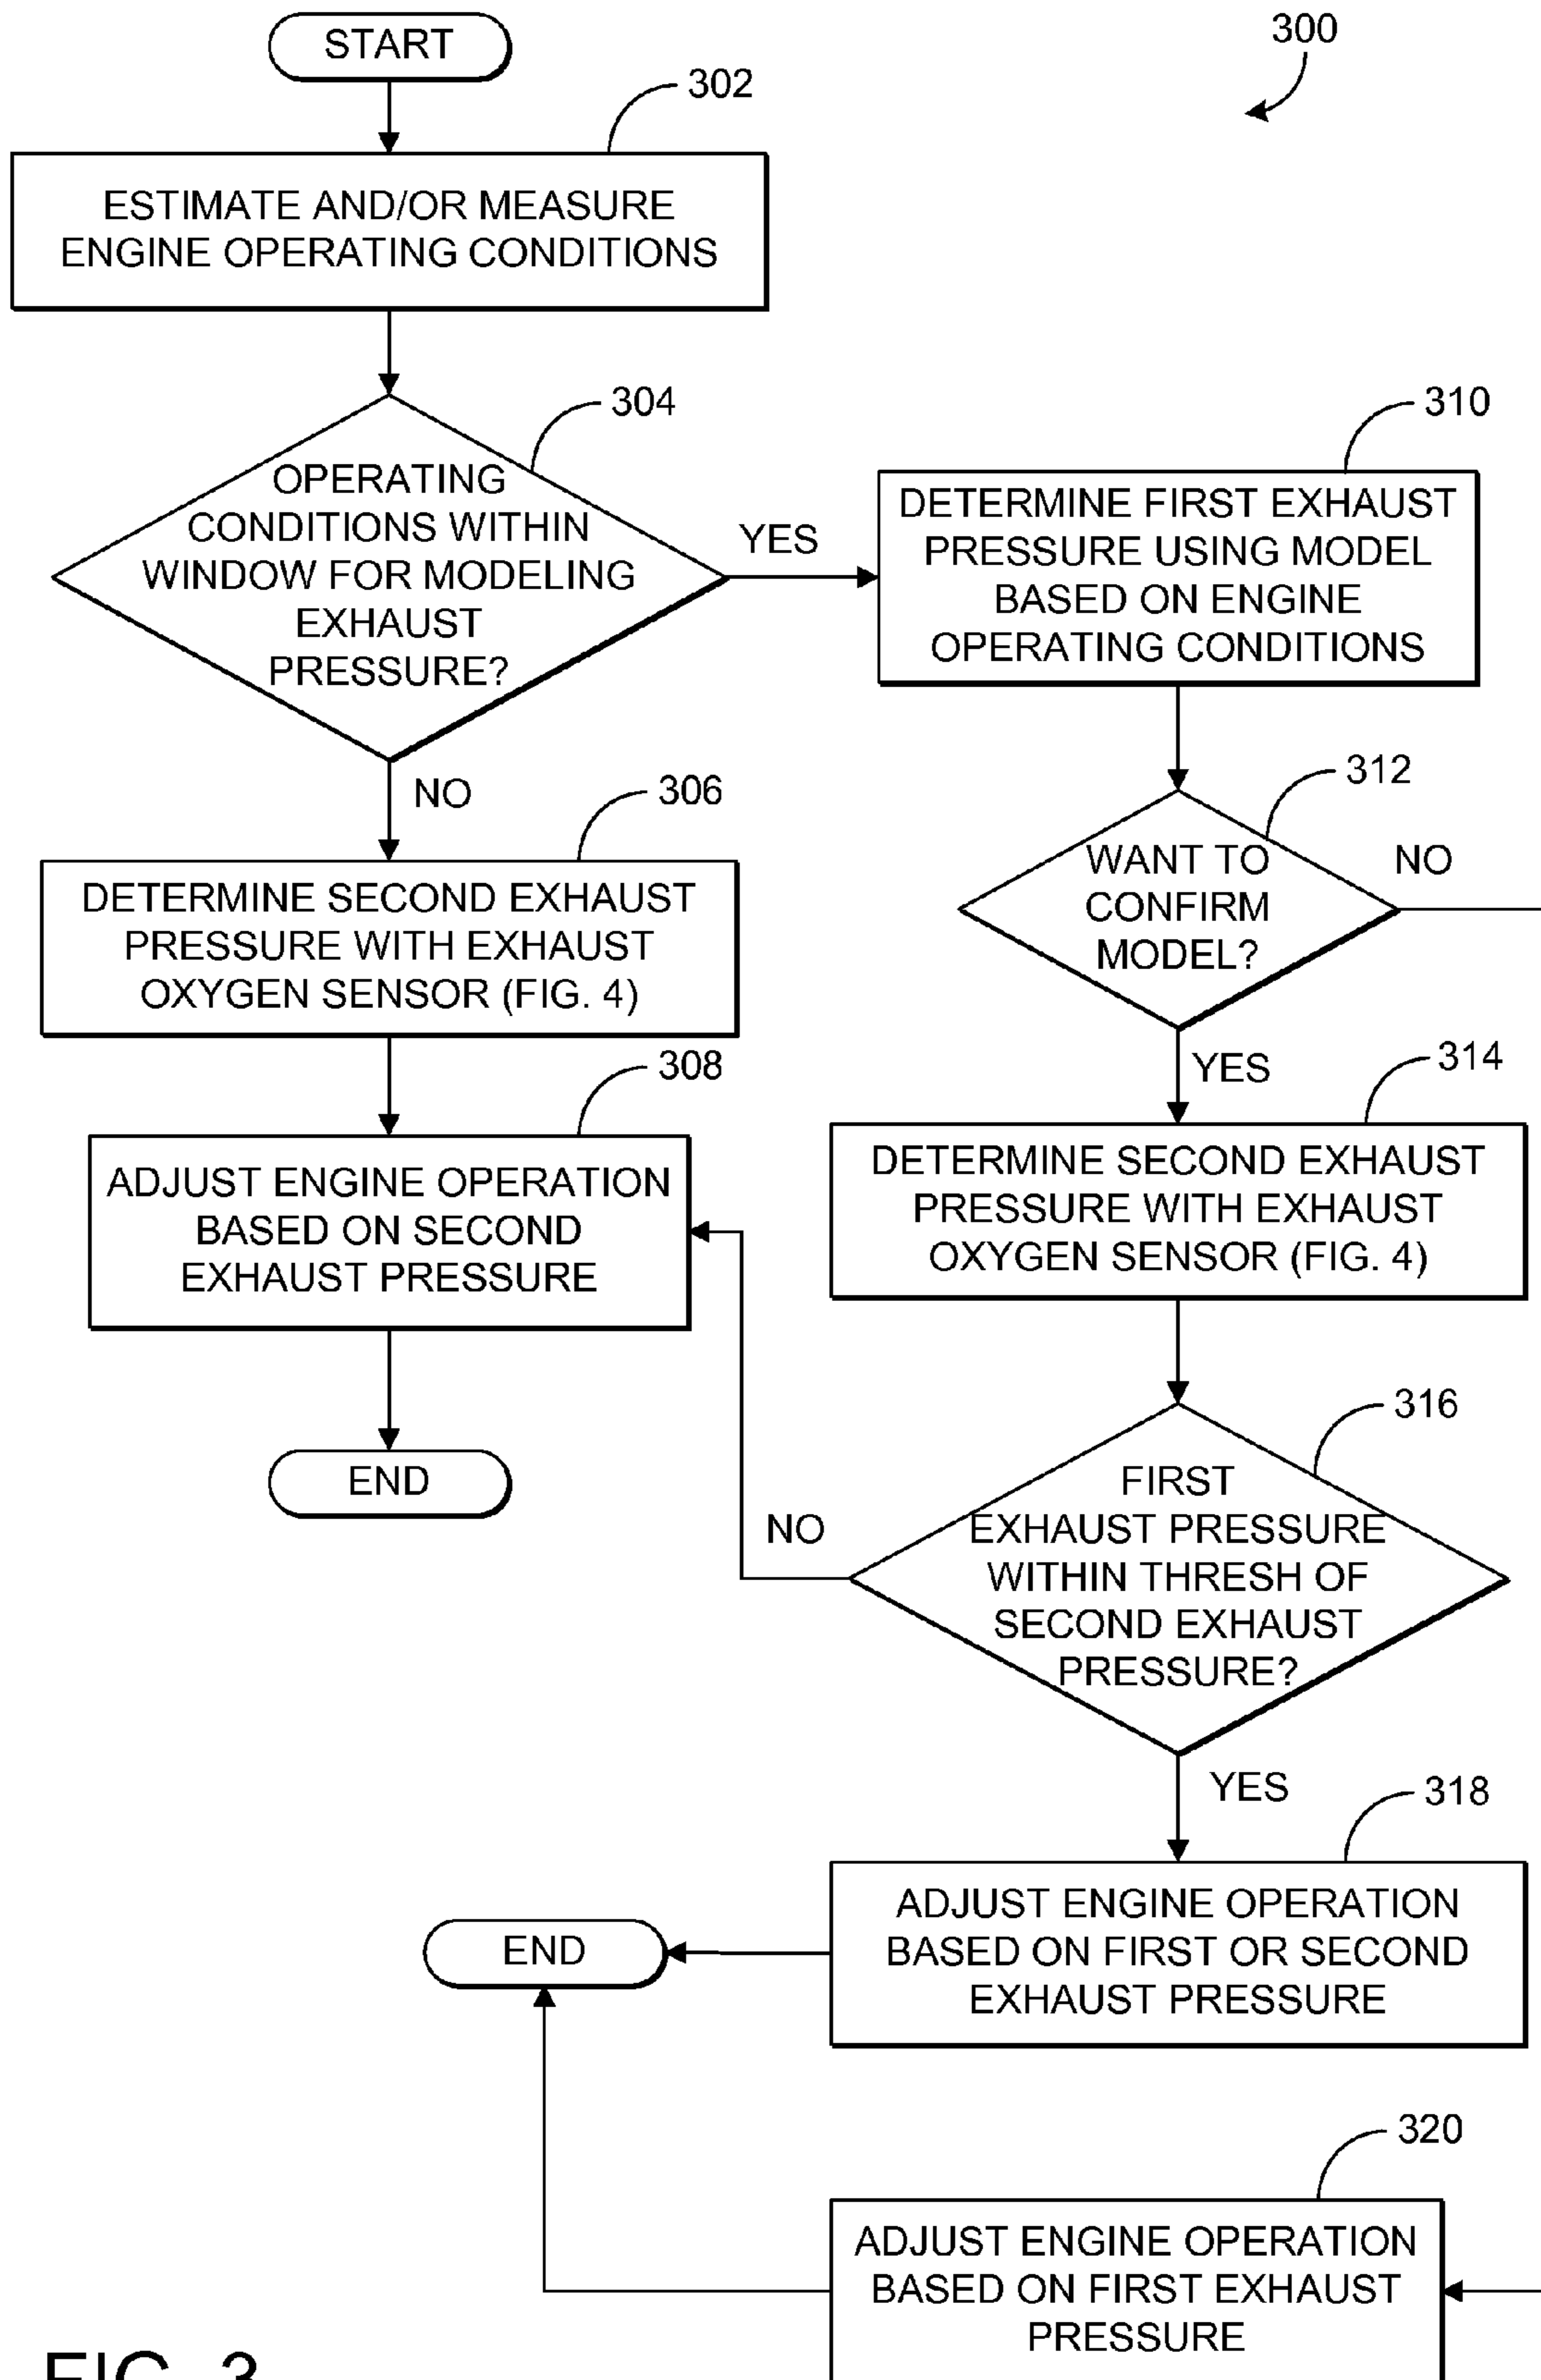 START
300
302
ESTIMATE AND/OR MEASURE
ENGINE OPERATING CONDITIONS
304
OPERATING
CONDITIONS WITHIN
WINDOW FOR MODELING
EXHAUST
PRESSURE?
YES
NO
310
DETERMINE FIRST EXHAUST
PRESSURE USING MODEL
BASED ON ENGINE
OPERATING CONDITIONS
306
DETERMINE SECOND EXHAUST
PRESSURE WITH EXHAUST
OXYGEN SENSOR (FIG. 4)
312
WANT TO
CONFIRM
MODEL?
NO
YES
308
ADJUST ENGINE OPERATION
BASED ON SECOND
EXHAUST PRESSURE
END
314
DETERMINE SECOND EXHAUST
PRESSURE WITH EXHAUST
OXYGEN SENSOR (FIG. 4)
316
FIRST
EXHAUST PRESSURE
WITHIN THRESH OF
SECOND EXHAUST
PRESSURE?
NO
YES
318
ADJUST ENGINE OPERATION
BASED ON FIRST OR SECOND
EXHAUST PRESSURE
END
320
ADJUST ENGINE OPERATION
BASED ON FIRST EXHAUST
PRESSURE
FIG. 3